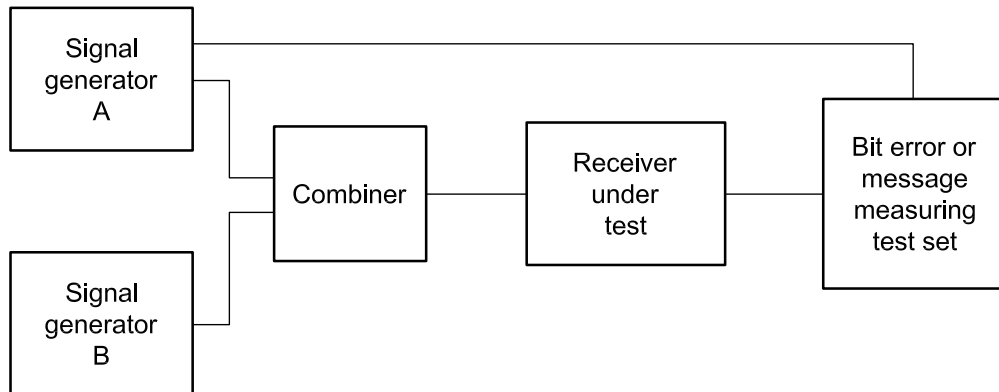 Signal
generator
A
Combiner
Receiver
under
test
Bit error or
message
measuring
test set
Signal
generator
B